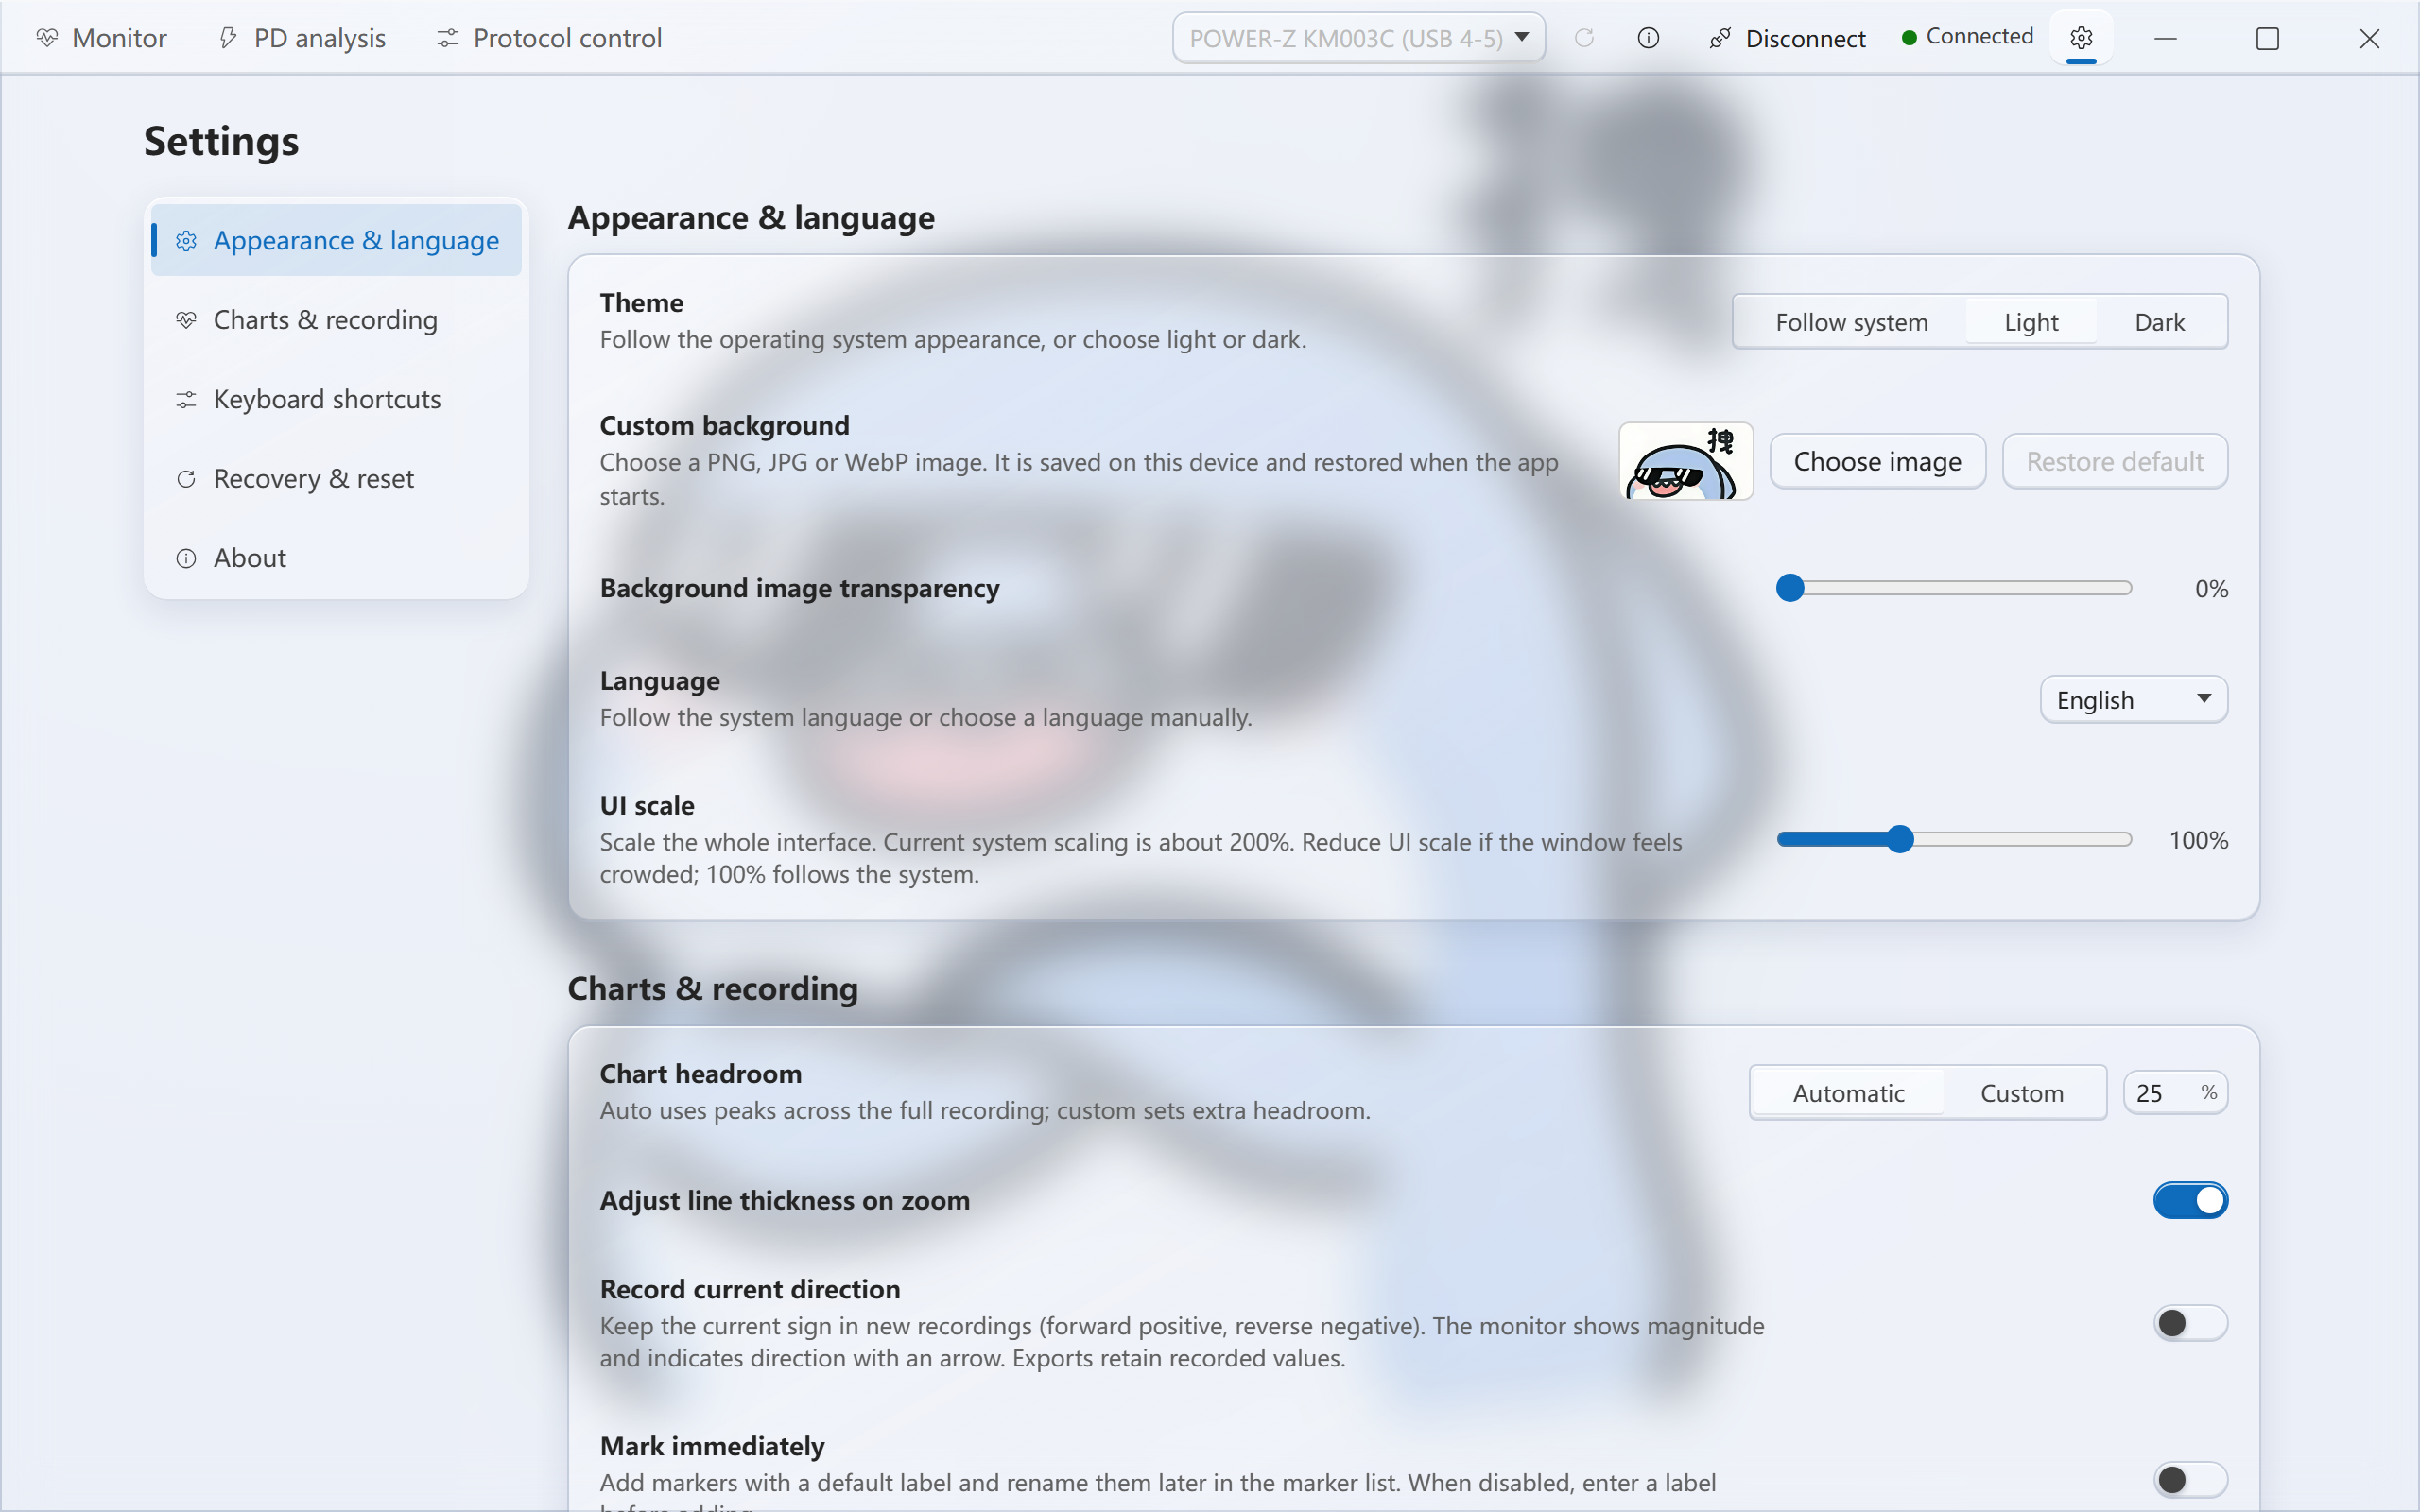 Monitor
PD analysis
Protocol control
POWER-Z KM003C (USB 4-5)
Disconnect
Connected
Settings
Appearance & language
Charts & recording
Keyboard shortcuts
Recovery & reset
About
Appearance & language
Theme
Follow the operating system appearance, or choose light or dark.
Follow system
Light
Dark
Custom background
Choose a PNG, JPG or WebP image. It is saved on this device and restored when the app
starts.
拽
Choose image
Restore default
Background image transparency
0%
Language
Follow the system language or choose a language manually.
English
UI scale
Scale the whole interface. Current system scaling is about 200%. Reduce UI scale if the window feels
crowded; 100% follows the system.
100%
Charts & recording
Chart headroom
Auto uses peaks across the full recording; custom sets extra headroom.
Automatic
Custom
25 %
Adjust line thickness on zoom
Record current direction
Keep the current sign in new recordings (forward positive, reverse negative). The monitor shows magnitude
and indicates direction with an arrow. Exports retain recorded values.
Mark immediately
Add markers with a default label and rename them later in the marker list. When disabled, enter a label